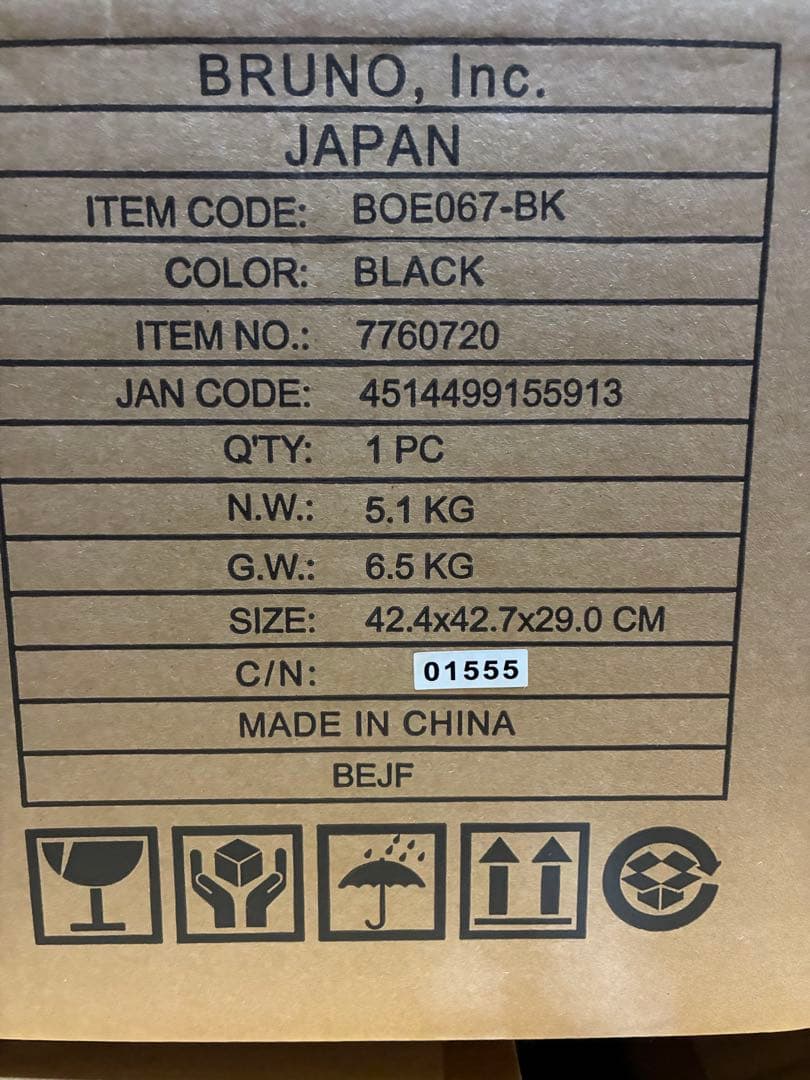 BRUNO, Inc.
JAPAN
ITEM CODE: BOE067-BK
COLOR: BLACK
ITEM NO.: 7760720
JAN CODE: 4514499155913
Q'TY: 1 PC
N.W.: 5.1 KG
G.W.: 6.5 KG
SIZE: 42.4x42.7x29.0 CM
C/N: 01555
MADE IN CHINA
BEJF